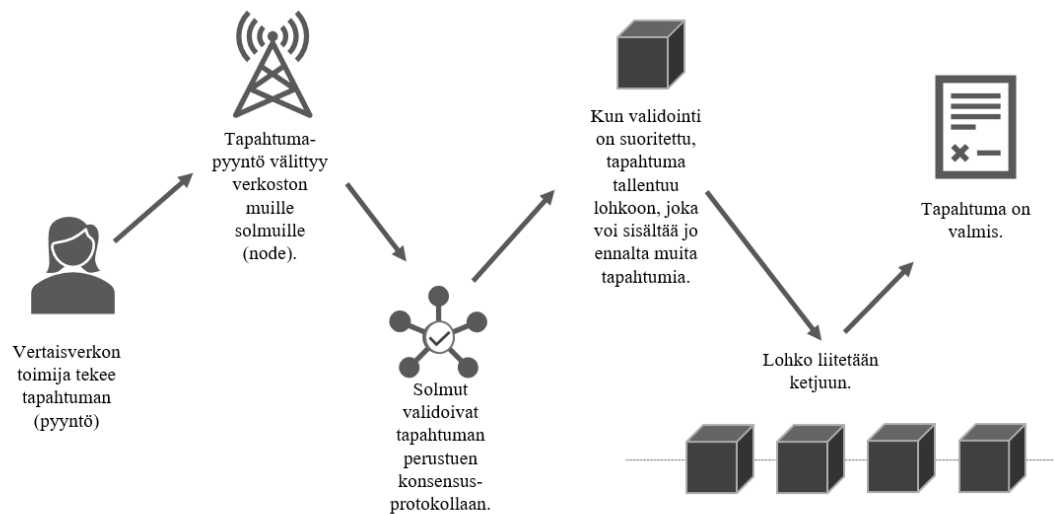 Vertaisverkon
toimija tekee
tapahtuman
(pyyntö)
Tapahtuma-
pyyntö välittyy
verkoston
muille
solmuille
(node).
Solmut
validoivat
tapahtuman
perustuen
konsensus-
protokollaan.
Kun validointi
on suoritettu,
tapahtuma
tallentuu
lohkoon, joka
voi sisältää jo
ennalta muita
tapahtumia.
Lohko liitetään
ketjuun.
Tapahtuma on
valmis.